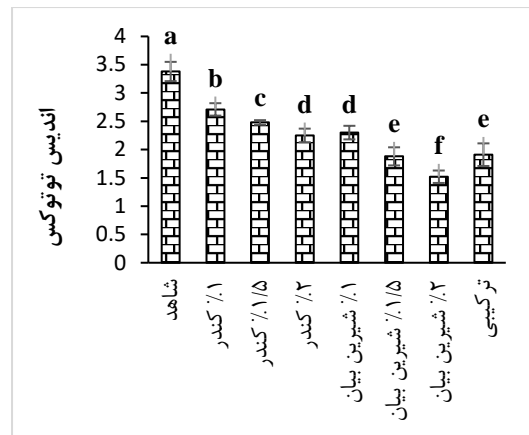 4
3.5
3
2.5
2
1.5
1
0.5
0
اندیس توتوکس
a
b
c
d
d
e
f
e
شاهد
۱٪ کندر
۱/۵٪ کندر
۲٪ کندر
۱٪ شیرین بیان
۱/۵٪ شیرین بیان
۲٪ شیرین بیان
ترکیبی